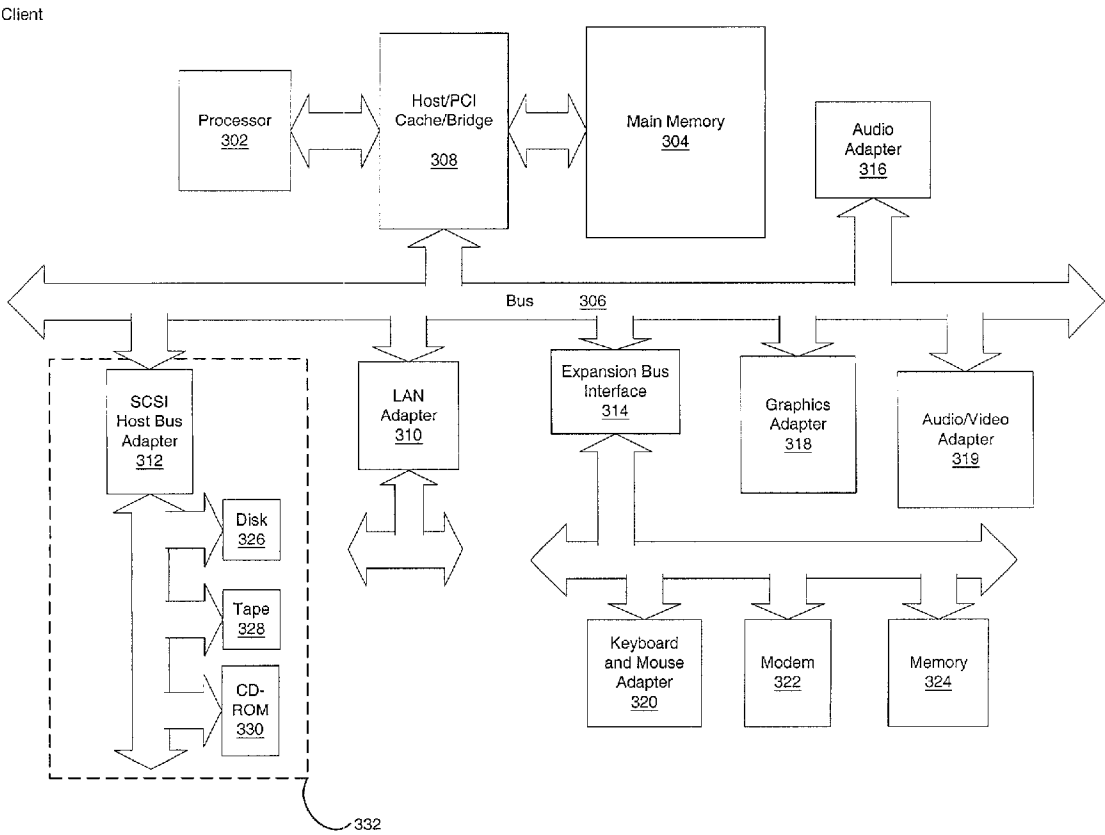 Client
Processor
302
Host/PCI
Cache/Bridge
308
Main Memory
304
Audio
Adapter
316
Bus 306
SCSI
Host Bus
Adapter
312
LAN
Adapter
310
Expansion Bus
Interface
314
Graphics
Adapter
318
Audio/Video
Adapter
319
Disk
326
Tape
328
CD-
ROM
330
Keyboard
and Mouse
Adapter
320
Modem
322
Memory
324
332